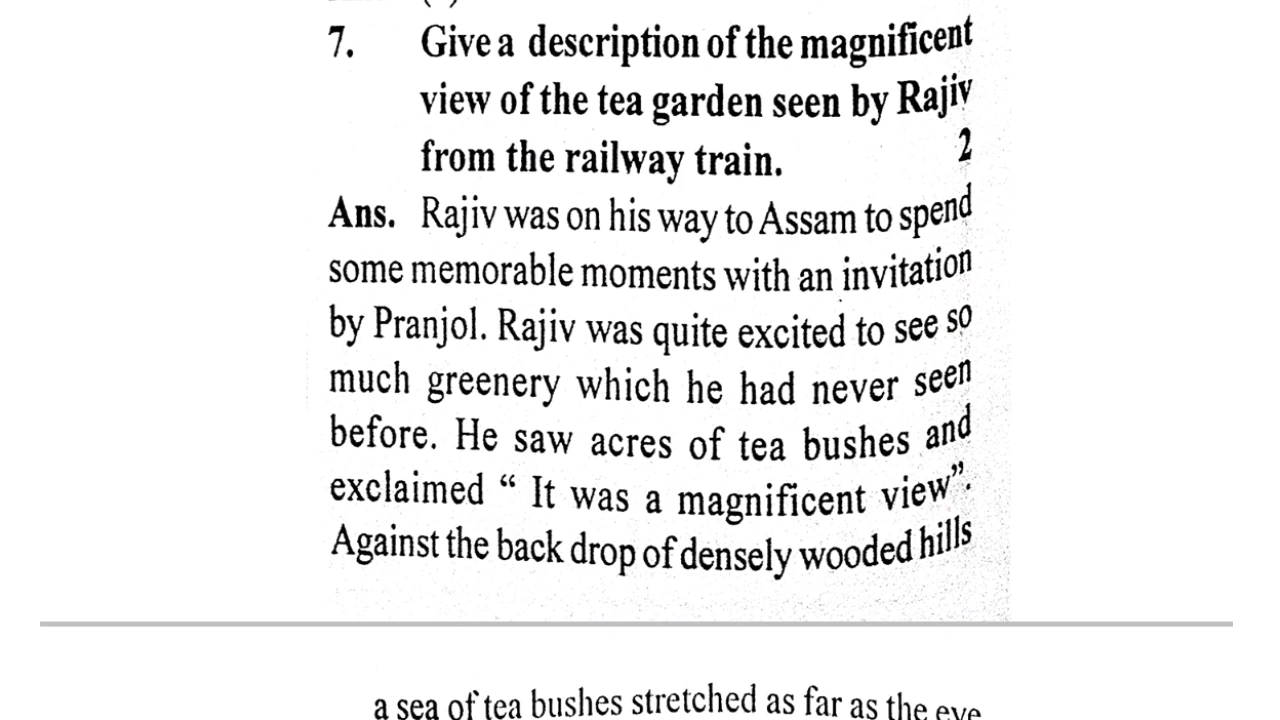 7. Give a description of the magnificent
view of the tea garden seen by Rajiv
from the railway train. 2
Ans. Rajiv was on his way to Assam to spend
some memorable moments with an invitation
by Pranjol. Rajiv was quite excited to see so
much greenery which he had never seen
before. He saw acres of tea bushes and
exclaimed “ It was a magnificent view”.
Against the back drop of densely wooded hills
a sea of tea bushes stretched as far as the eye